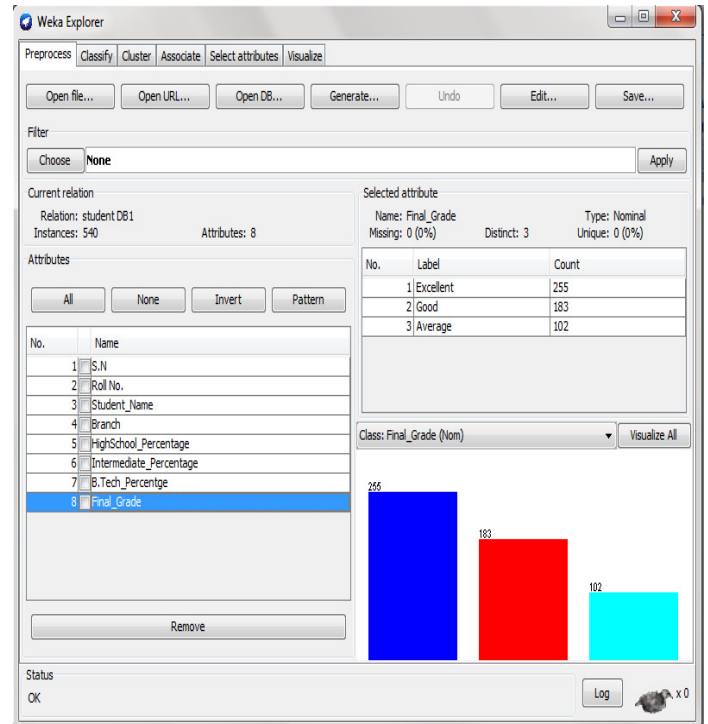 Weka Explorer
Preprocess Classify Cluster Associate Select attributes Visualize
Open file... Open URL... Open DB... Generate... Undo Edit... Save...
Filter
Choose None Apply
Current relation
Relation: student DB1
Instances: 540 Attributes: 8
Attributes
All None Invert Pattern
No. Name
1 S.N
2 Roll No.
3 Student_Name
4 Branch
5 HighSchool_Percentage
6 Intermediate_Percentage
7 B.Tech_Percentge
8 Final_Grade
Remove
Selected attribute
Name: Final_Grade Type: Nominal
Missing: 0 (0%) Distinct: 3 Unique: 0 (0%)
No. Label Count
1 Excellent 255
2 Good 183
3 Average 102
Class: Final_Grade (Nom) Visualize All
255
183
102
Status
OK Log x 0